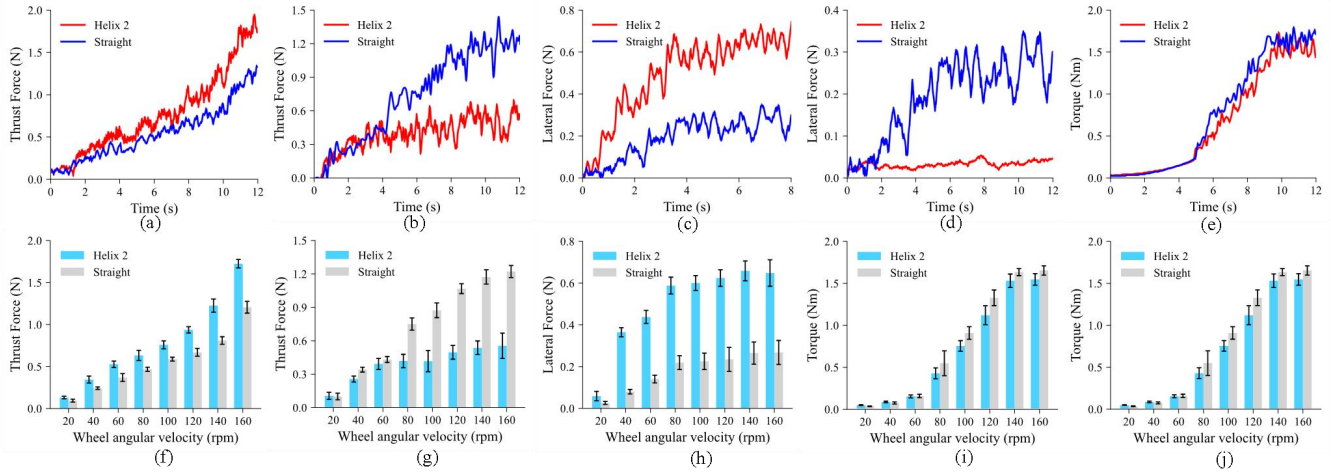 Thrust Force (N)
2.0
1.5
1.0
0.5
0.0
Helix 2
Straight
0 2 4 6 8 10 12
Time (s)
(a)
Thrust Force (N)
1.5
1.2
0.9
0.6
0.3
0.0
Helix 2
Straight
0 2 4 6 8 10 12
Time (s)
(b)
Lateral Force (N)
0.6
0.4
0.2
0.0
Helix 2
Straight
0 2 4 6 8
Time (s)
(c)
Lateral Force (N)
0.3
0.2
0.1
0.0
Helix 2
Straight
0 2 4 6 8 10 12
Time (s)
(d)
Torque (Nm)
2.0
1.5
1.0
0.5
0.0
Helix 2
Straight
0 2 4 6 8 10 12
Time (s)
(e)
Thrust Force (N)
2.0
1.5
1.0
0.5
0.0
Helix 2
Straight
20 40 60 80 100 120 140 160
Wheel angular velocity (rpm)
(f)
Thrust Force (N)
1.5
1.2
0.9
0.6
0.3
0.0
Helix 2
Straight
20 40 60 80 100 120 140 160
Wheel angular velocity (rpm)
(g)
Lateral Force (N)
0.8
0.6
0.4
0.2
0.0
Helix 2
Straight
20 40 60 80 100 120 140 160
Wheel angular velocity (rpm)
(h)
Torque (Nm)
2.0
1.5
1.0
0.5
0.0
Helix 2
Straight
20 40 60 80 100 120 140 160
Wheel angular velocity (rpm)
(i)
Torque (Nm)
2.0
1.5
1.0
0.5
0.0
Helix 2
Straight
20 40 60 80 100 120 140 160
Wheel angular velocity (rpm)
(j)